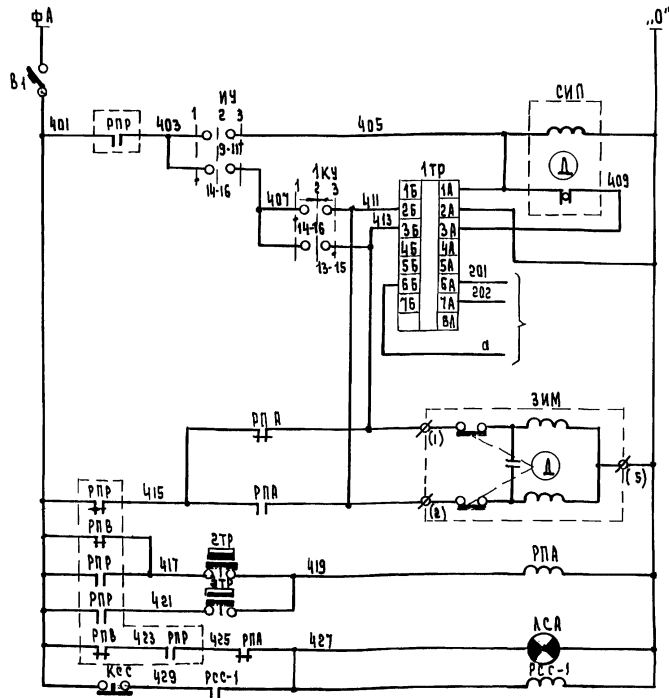 ФА
„0"
В1
401
РПР
403
ИУ
1 2 3
9-11
14-16
405
СИП
Д
409
407
1КУ
1 2 3
14-16
13-15
411
413
1ТР
1Б 1А
2Б 2А
3Б 3А
4Б 4А
5Б 5А
6Б 6А
7Б 7А
8Л
201
202
а
РПА
ЗИМ
(1)
Д
(5)
РПР
415
РПА
(2)
РПВ
РПР
417
2ТР
419
РПА
РПР
421
РПВ
423
РПР
425
РПА
427
ЛСА
КСС
429
РСС-1
РСС-1